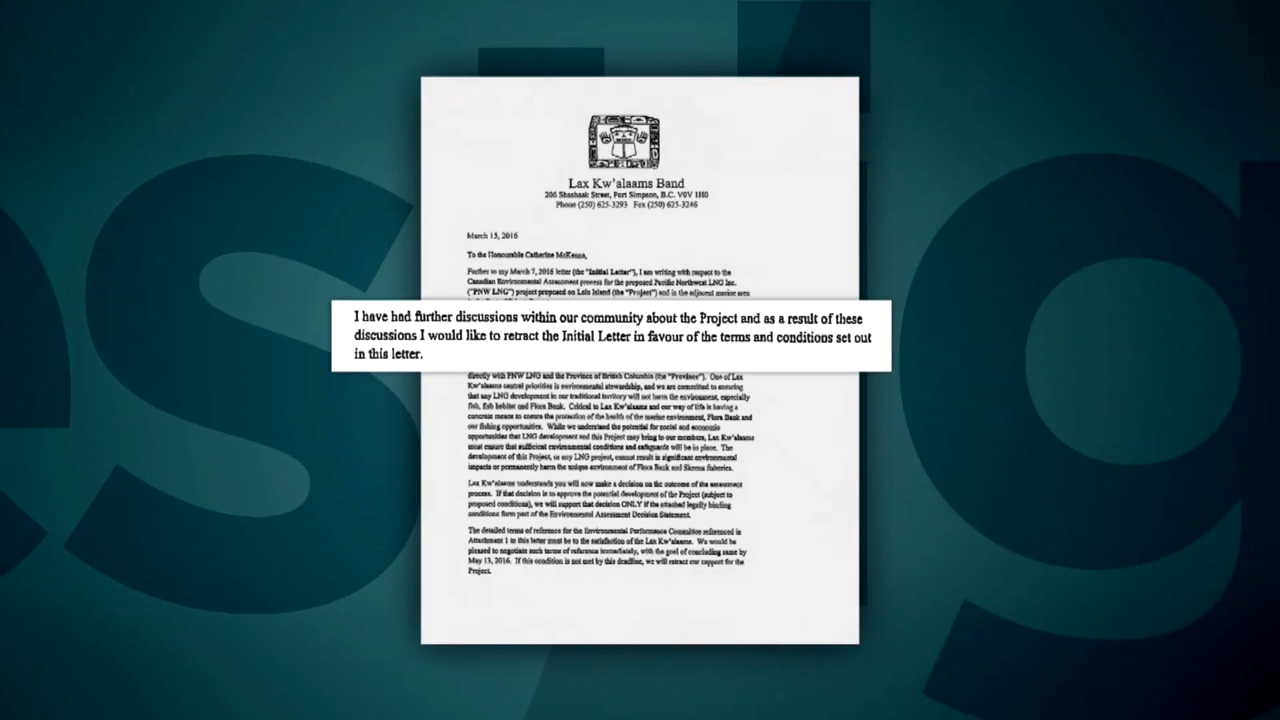 Lax Kw'alaams Band
206 Shashaak Street, Port Simpson, B.C. V0V 1H0
Phone (250) 625-3293 Fax (250) 625-3246
March 15, 2016
To the Honourable Catherine McKenna,
Further to my March 7, 2016 letter (the "Initial Letter"), I am writing with respect to the
Canadian Environmental Assessment process for the proposed Pacific Northwest LNG Inc.
("PNW LNG") project proposed on Lelu Island (the "Project") and in the adjacent marine area
I have had further discussions within our community about the Project and as a result of these
discussions I would like to retract the Initial Letter in favour of the terms and conditions set out
in this letter.
directly with PNW LNG and the Province of British Columbia (the "Province"). One of Lax
Kw'alaams central priorities is environmental stewardship, and we are committed to ensuring
that any LNG development in our traditional territory will not harm the environment, especially
fish, fish habitat and Flora Bank. Critical to Lax Kw'alaams and our way of life is having a
concrete means to ensure the protection of the health of the marine environment, Flora Bank and
our fishing opportunities. While we understand the potential for social and economic
opportunities that LNG development and this Project may bring to our members, Lax Kw'alaams
must ensure that sufficient environmental conditions and safeguards will be in place. The
development of this Project, or any LNG project, cannot result in significant environmental
impacts or permanently harm the unique environment of Flora Bank and Skeena fisheries.
Lax Kw'alaams understands you will now make a decision on the outcome of the assessment
process. If that decision is to approve the potential development of the Project (subject to
proposed conditions), we will support that decision ONLY if the attached legally binding
conditions form part of the Environmental Assessment Decision Statement.
The detailed terms of reference for the Environmental Performance Committee referenced in
Attachment 1 to this letter must be to the satisfaction of the Lax Kw'alaams. We would be
pleased to negotiate such terms of reference immediately, with the goal of concluding same by
May 13, 2016. If this condition is not met by this deadline, we will retract our support for the
Project.